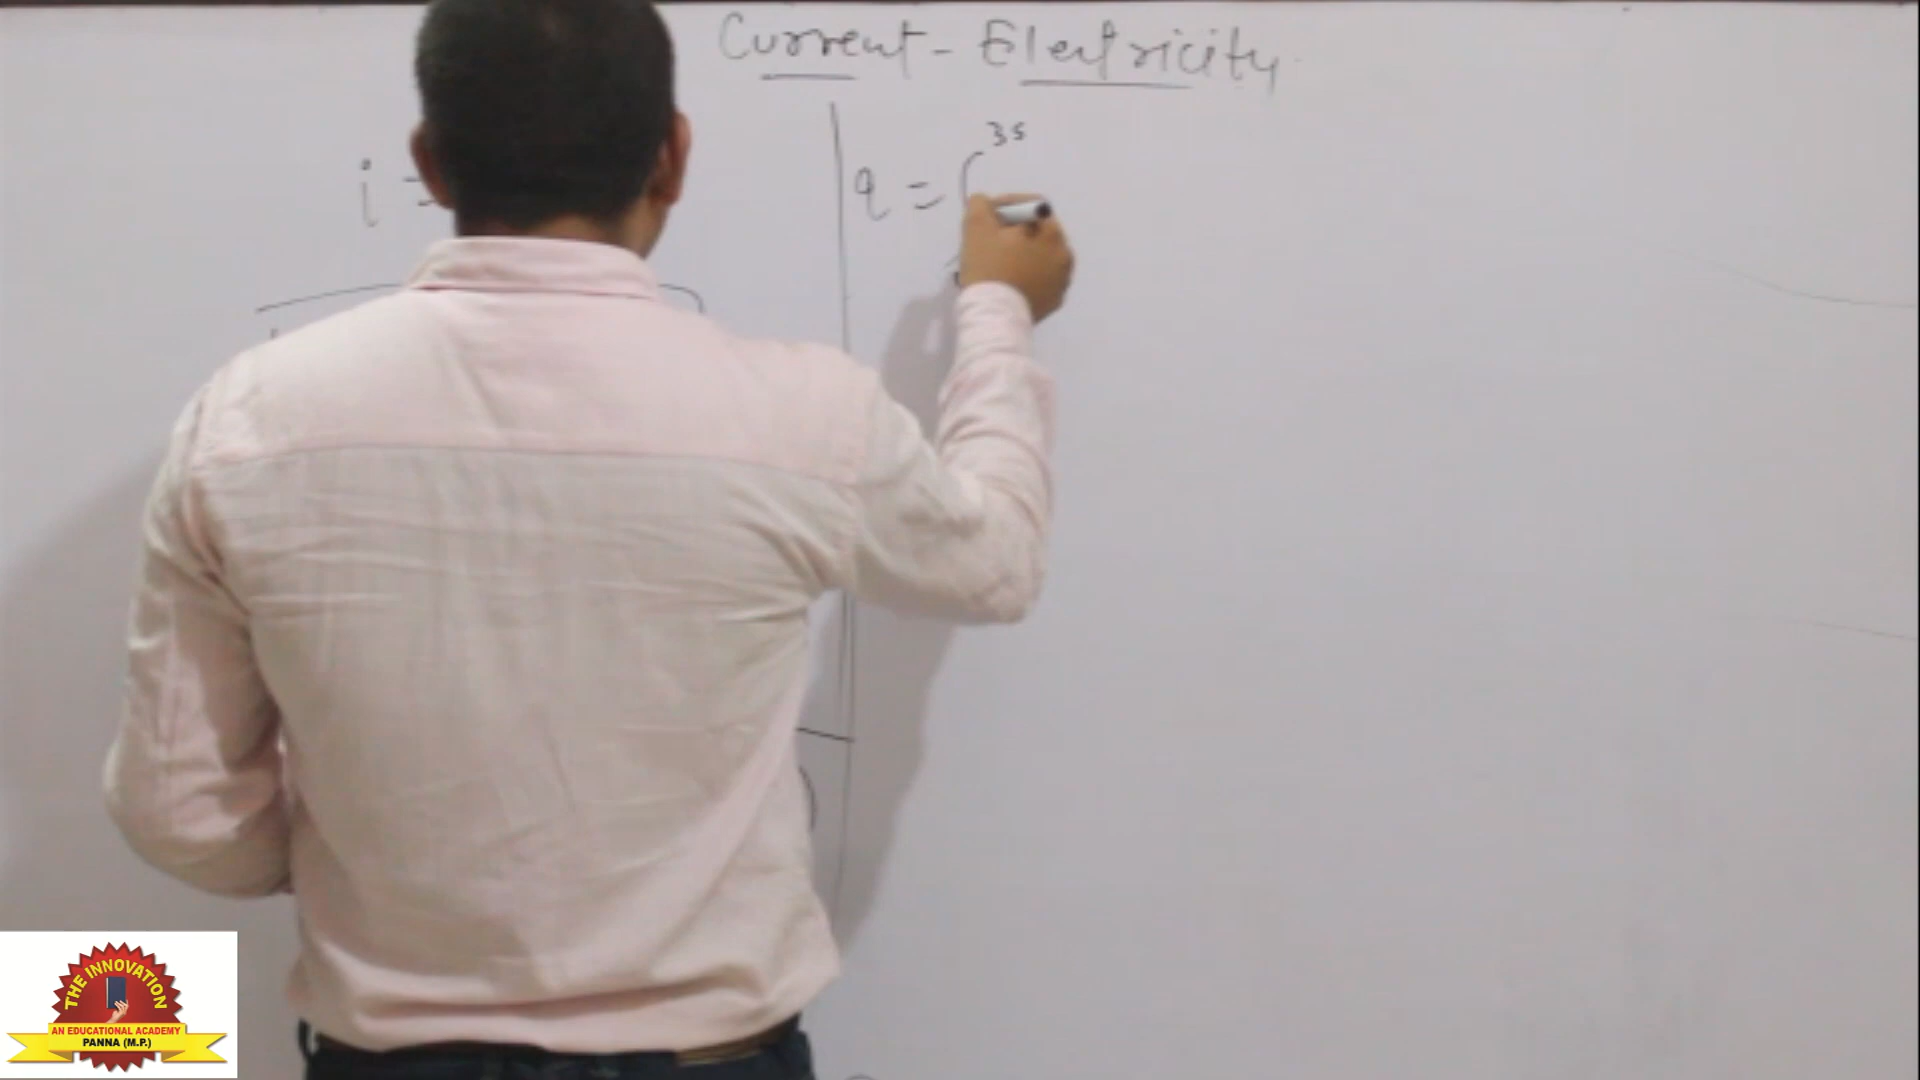 Current - Electricity
i =
q = ∫ 3s
THE INNOVATION
AN EDUCATIONAL ACADEMY
PANNA (M.P.)